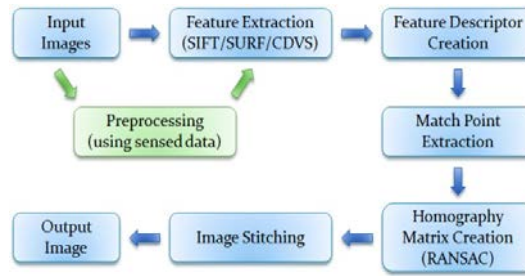 Input
Images
Feature Extraction
(SIFT/SURF/CDVS)
Feature Descriptor
Creation
Preprocessing
(using sensed data)
Match Point
Extraction
Homography
Matrix Creation
(RANSAC)
Image Stitching
Output
Image